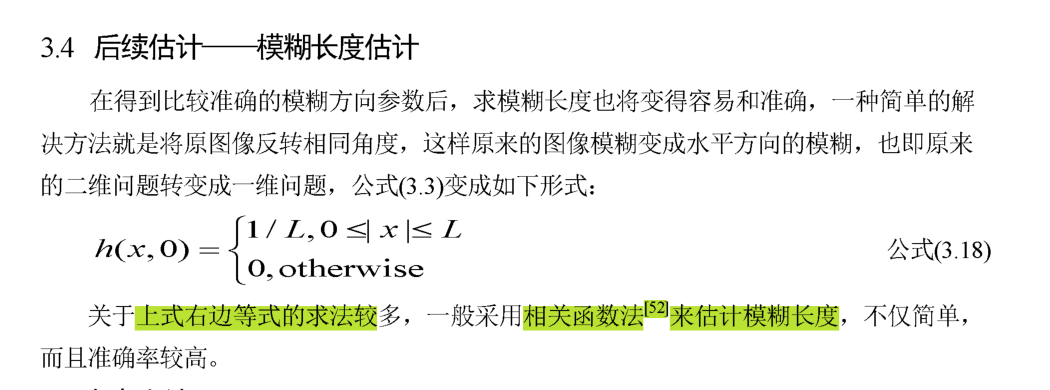 3.4 后续估计——模糊长度估计
在得到比较准确的模糊方向参数后，求模糊长度也将变得容易和准确，一种简单的解
决方法就是将原图像反转相同角度，这样原来的图像模糊变成水平方向的模糊，也即原来
的二维问题转变成一维问题，公式(3.3)变成如下形式：
h(x,0) = {1/ L,0 ≤| x |≤ L
0,otherwise
公式(3.18)
关于上式右边等式的求法较多，一般采用相关函数法[52]来估计模糊长度，不仅简单，
而且准确率较高。